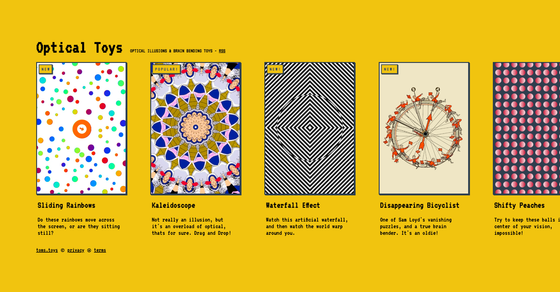 Optical Toys
OPTICAL ILLUSIONS & BRAIN BENDING TOYS -
NEW!
POPULAR!
NEW!
NEW!
Sliding Rainbows
Kaleidoscope
Waterfall Effect
Disappearing Bicyclist
Shifty Peaches
Do these rainbows move across
the screen, or are they sitting
still?
Not really an illusion, but
it's an overload of optical,
thats for sure. Drag and Drop!
Watch this artificial waterfall,
and then watch the world warp
around you.
One of Sam Loyd's vanishing
puzzles, and a true brain
bender. It's an oldie!
Try to keep these balls i
center of your vision,
impossible!
toms.toys © privacy @ terms